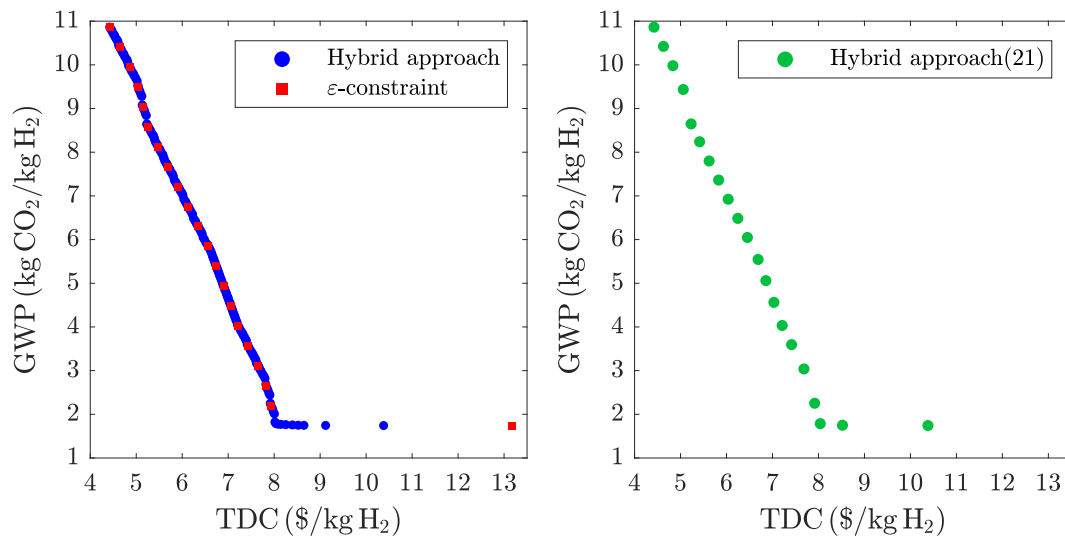 11
10
9
8
7
6
5
4
3
2
1
GWP (kg CO₂/kg H₂)
Hybrid approach
ε-constraint
4 5 6 7 8 9 10 11 12 13
TDC ($/kg H₂)
11
10
9
8
7
6
5
4
3
2
1
GWP (kg CO₂/kg H₂)
Hybrid approach(21)
4 5 6 7 8 9 10 11 12 13
TDC ($/kg H₂)